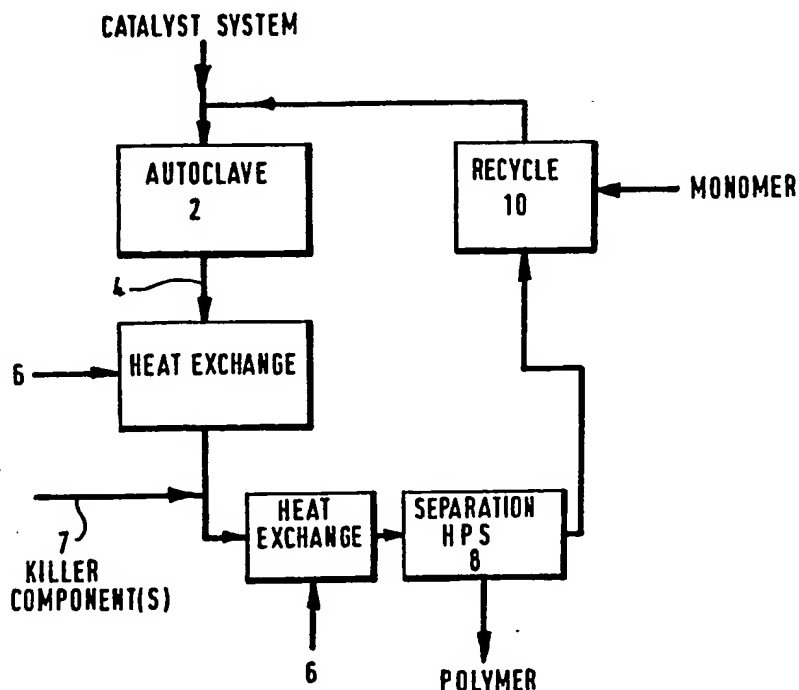 CATALYST SYSTEM
AUTOCLAVE
2
RECYCLE
10
MONOMER
4
HEAT EXCHANGE
6
7
KILLER
COMPONENT(S)
HEAT
EXCHANGE
6
SEPARATION
HPS
8
POLYMER